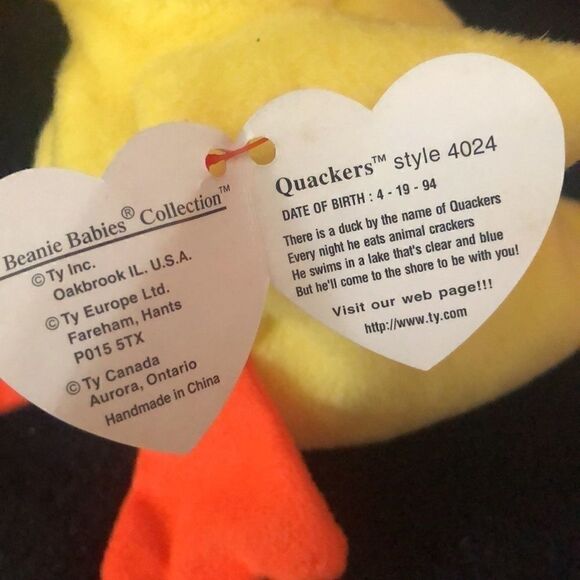 Beanie Babies® Collection™
©Ty Inc.
Oakbrook IL. U.S.A.
©Ty Europe Ltd.
Fareham, Hants
P015 5TX
©Ty Canada
Aurora, Ontario
Handmade in China
Quackers™ style 4024
DATE OF BIRTH : 4 - 19 - 94
There is a duck by the name of Quackers
Every night he eats animal crackers
He swims in a lake that's clear and blue
But he'll come to the shore to be with you!
Visit our web page!!!
http://www.ty.com